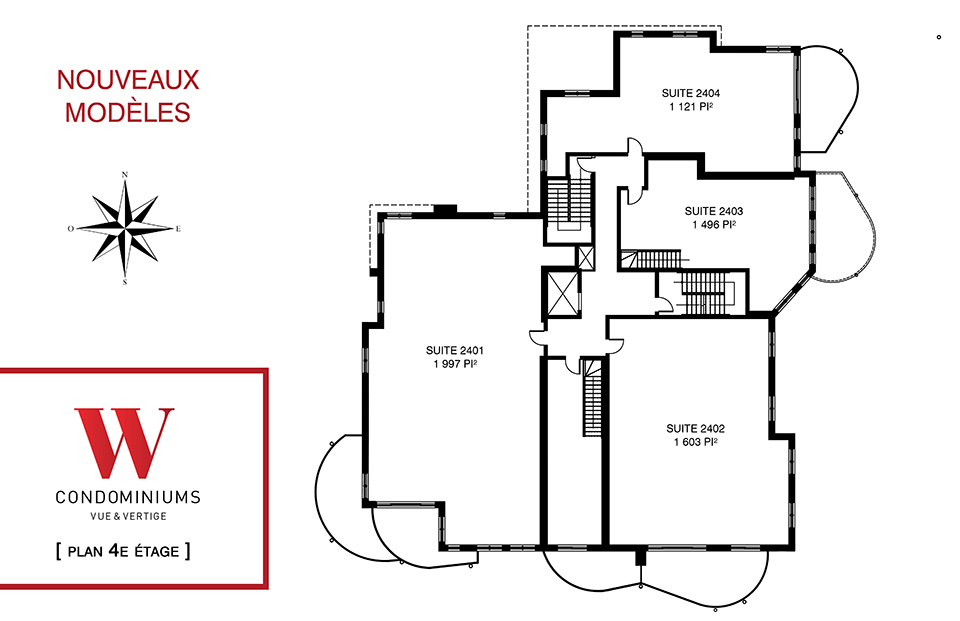 NOUVEAUX
MODÈLES
N
O
E
S
SUITE 2404
1 121 PI²
SUITE 2403
1 496 PI²
SUITE 2401
1 997 PI²
SUITE 2402
1 603 PI²
W
CONDOMINIUMS
VUE & VERTIGE
[ PLAN 4E ÉTAGE ]